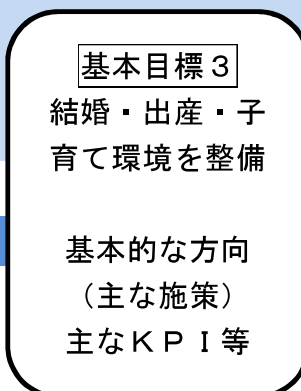 基本目標３
結婚・出産・子
育て環境を整備
基本的な方向
（主な施策）
主なＫＰＩ等